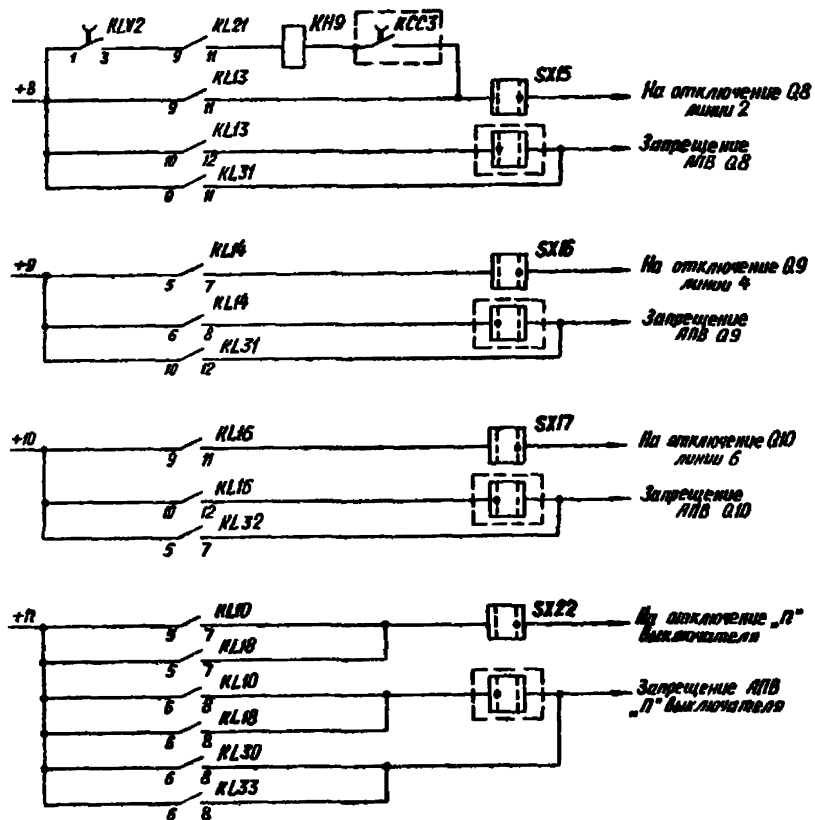 KLV2 KL21 KH9 KCC3
1 3 9 11
+8 KL13 SX15 На отключение Q8
9 11 линии 2
KL13 Запрещение
10 12 АПВ Q8
KL31
9 11
+9 KL14 SX16 На отключение Q9
5 7 линии 4
KL14 Запрещение
6 8 АПВ Q9
KL31
10 12
+10 KL16 SX17 На отключение Q10
9 11 линии 6
KL16 Запрещение
10 12 АПВ Q10
KL32
5 7
+11 KL10 SX22 На отключение „П"
5 7 выключателя
KL18
5 7
KL10 Запрещение АПВ
6 8 „П" выключателя
KL18
6 8
KL30
6 8
KL33
6 8